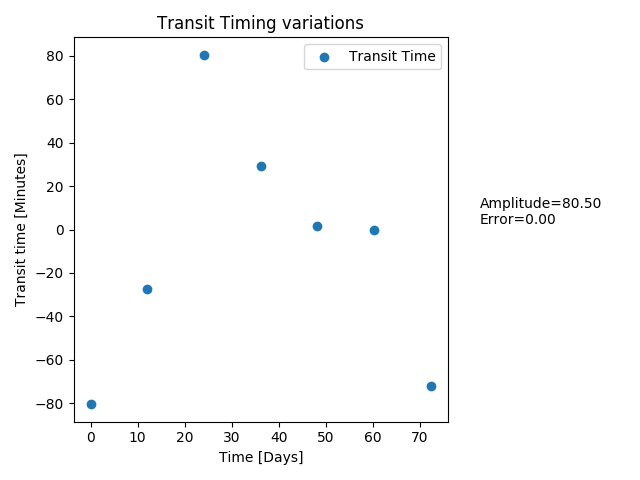 Transit Timing variations
Transit Time
80
60
40
20
0
−20
−40
−60
−80
Transit time [Minutes]
0 10 20 30 40 50 60 70
Time [Days]
Amplitude=80.50
Error=0.00